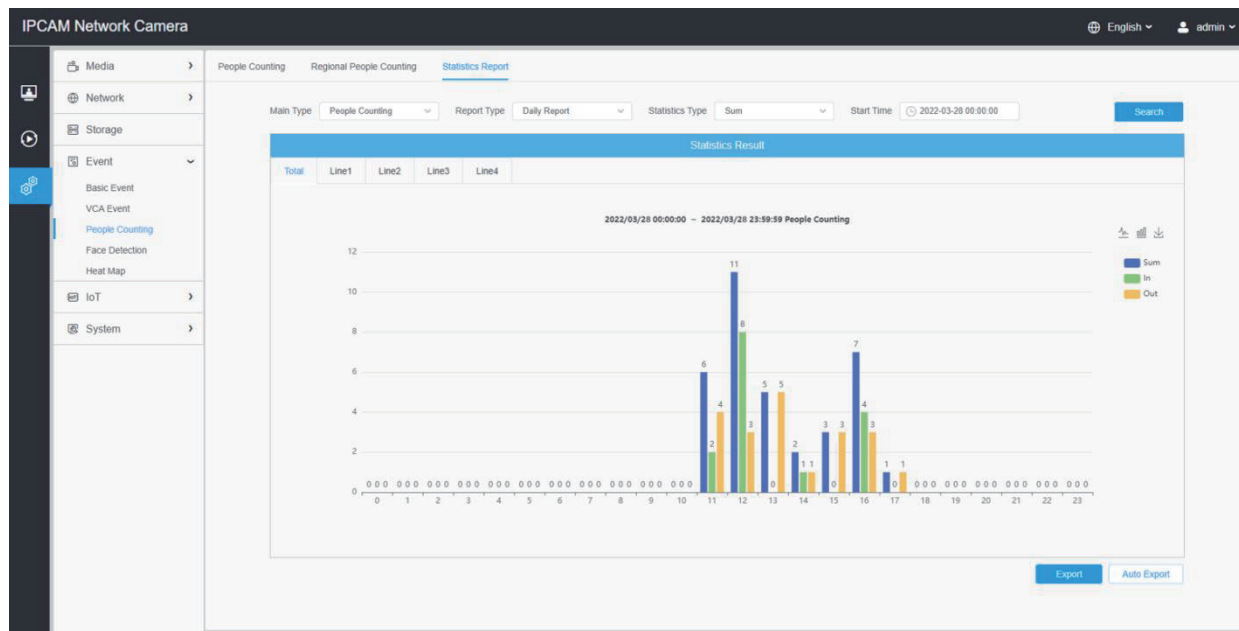 IPCAM Network Camera
English
admin
Media
Network
Storage
Event
Basic Event
VCA Event
People Counting
Face Detection
Heat Map
IoT
System
People Counting Regional People Counting Statistics Report
Main Type People Counting Report Type Daily Report Statistics Type Sum Start Time 2022-03-28 00:00:00 Search
Statistics Result
Total Line1 Line2 Line3 Line4
2022/03/28 00:00:00 – 2022/03/28 23:59:59 People Counting
Sum
In
Out
12
10
8
6
4
2
0
0 0 0 0 0 0 0 0 0 0 0 0 0 0 0 0 0 0 0 0 0 0 0 0 0 0 0 0 0 0 0 0 0 6 2 4 11 8 3 5 0 5 2 1 1 3 0 3 7 4 3 1 0 1 0 0 0 0 0 0 0 0 0 0 0 0 0 0 0 0 0 0
0 1 2 3 4 5 6 7 8 9 10 11 12 13 14 15 16 17 18 19 20 21 22 23
Export Auto Export